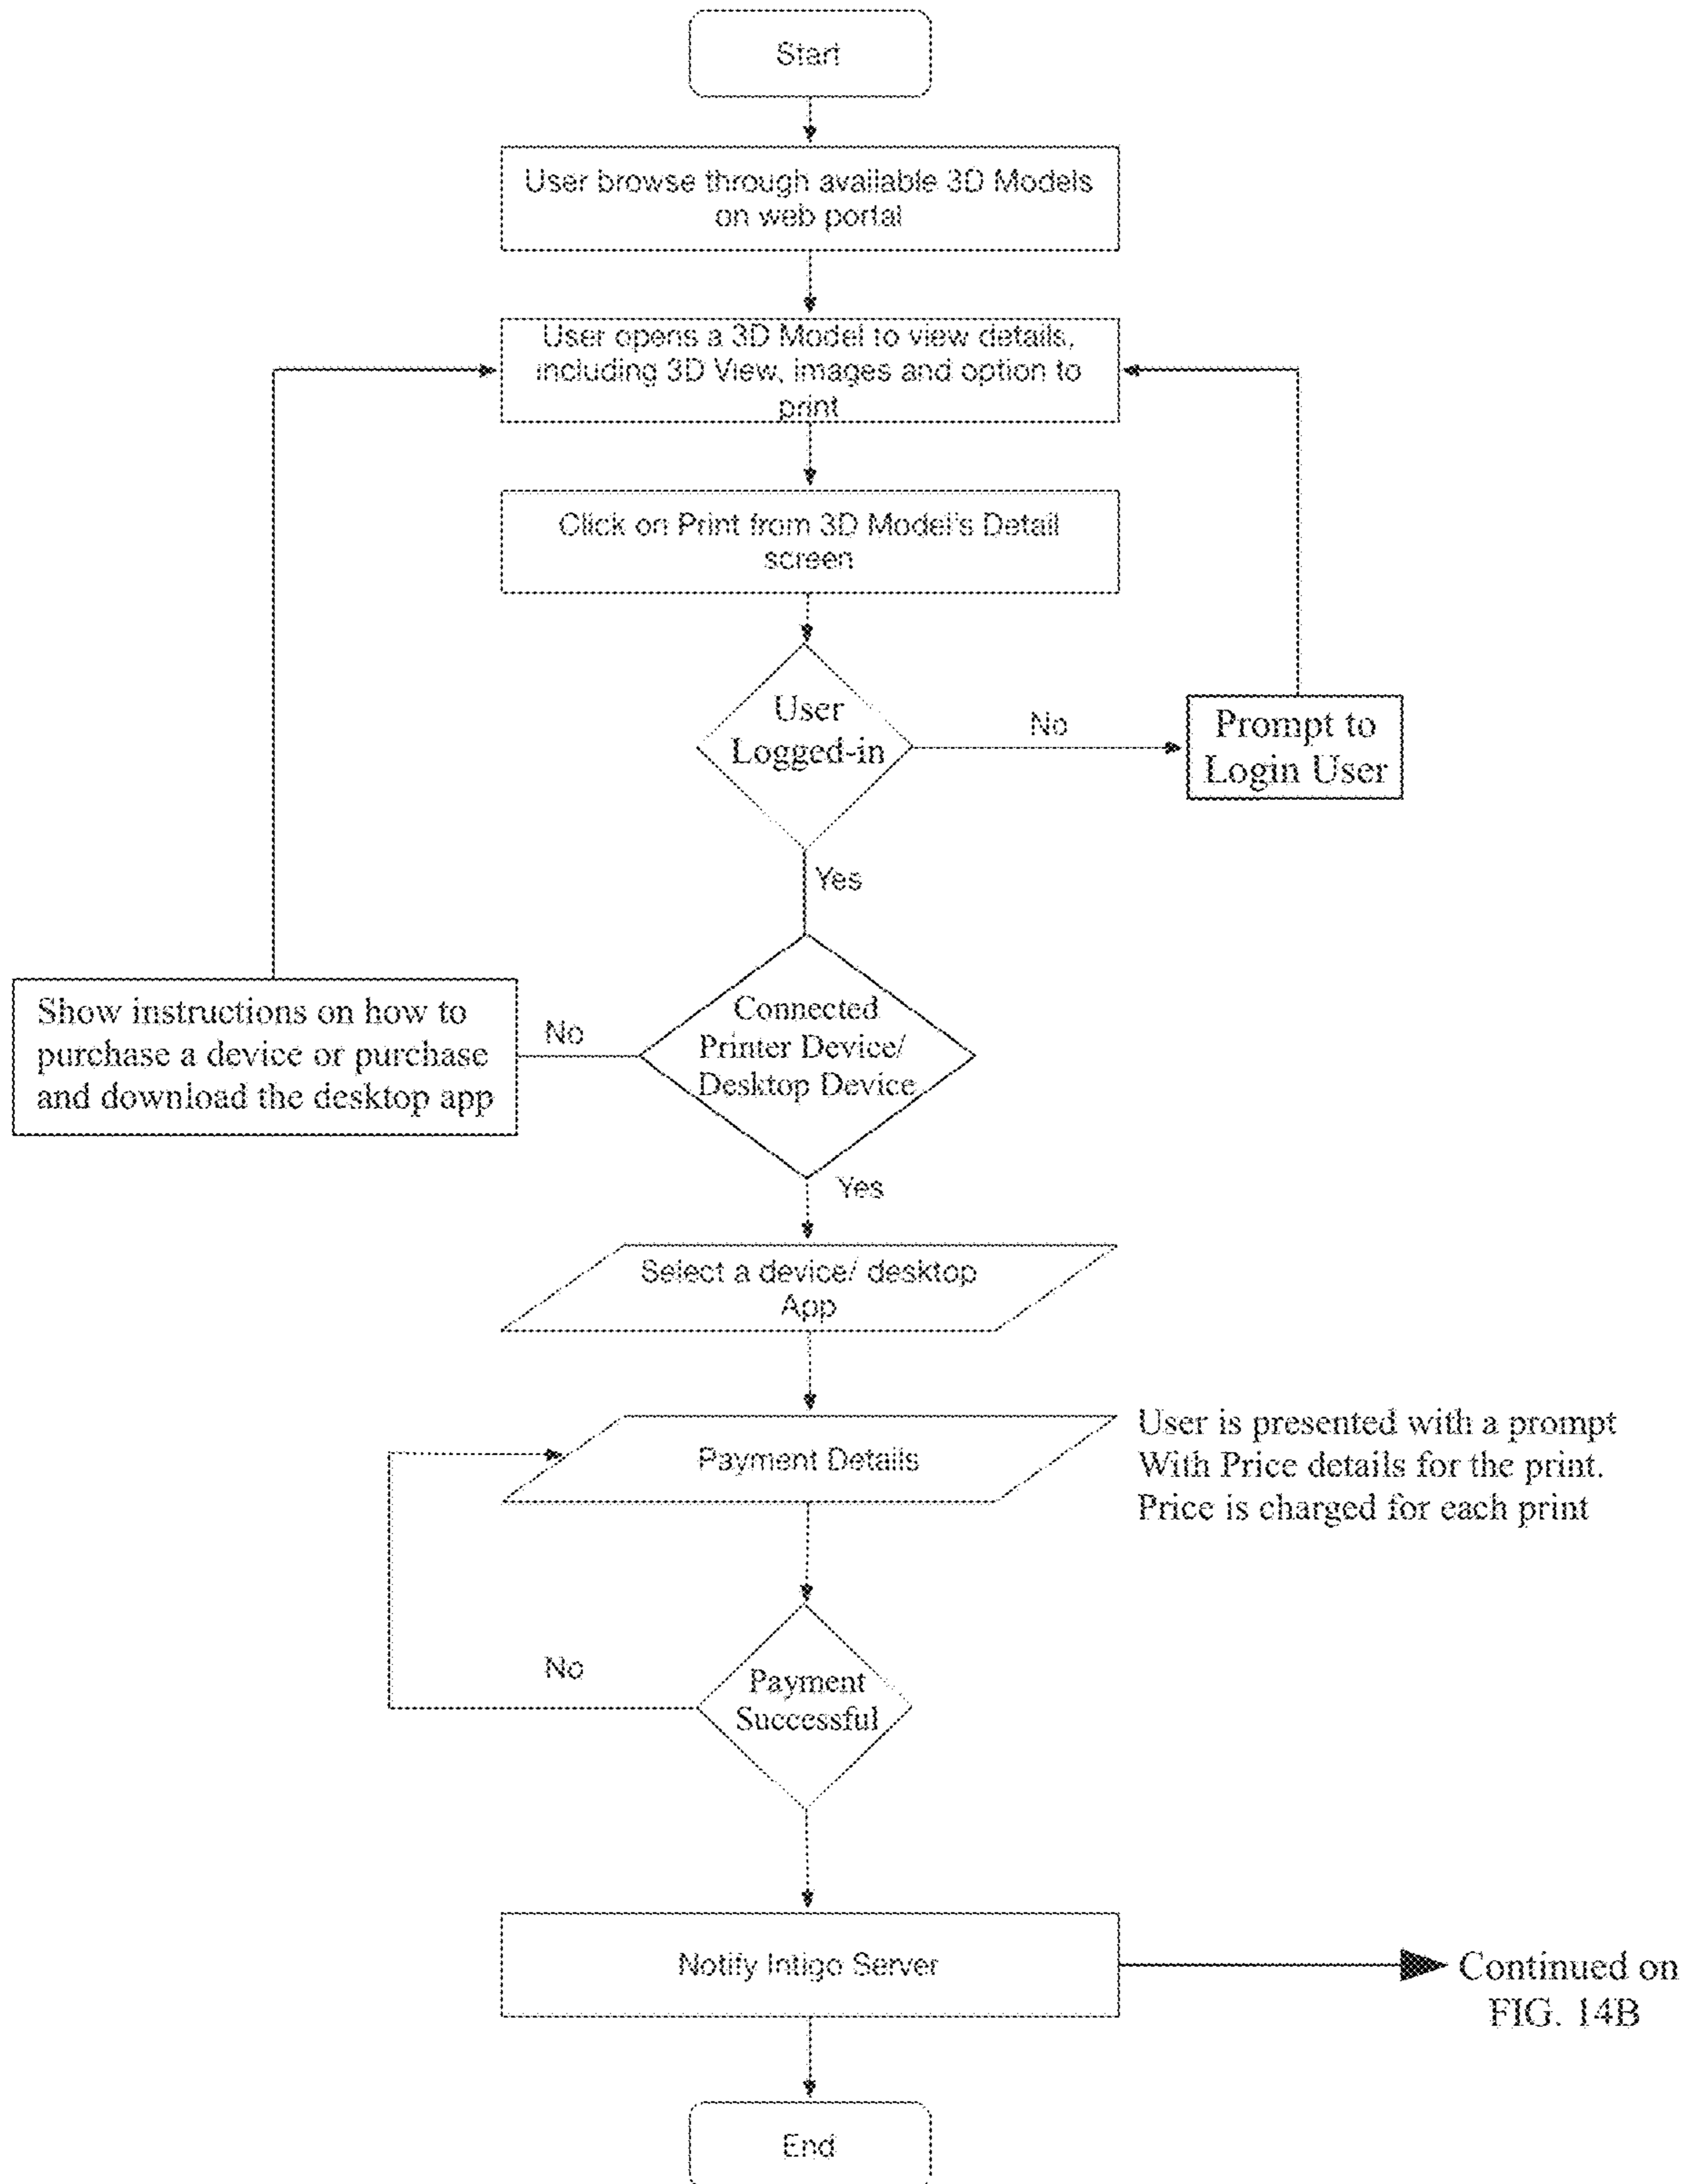 Start
User browse through available 3D Models
on web portal
User opens a 3D Model to view details,
including 3D View, images and option to
print
Click on Print from 3D Model's Detail
screen
User
Logged-in
No
Prompt to
Login User
Yes
Connected
Printer Device/
Desktop Device
No
Show instructions on how to
purchase a device or purchase
and download the desktop app
Yes
Select a device/ desktop
App
Payment Details
User is presented with a prompt
With Price details for the print.
Price is charged for each print
No
Payment
Successful
Notify Intigo Server
Continued on
FIG. 14B
End